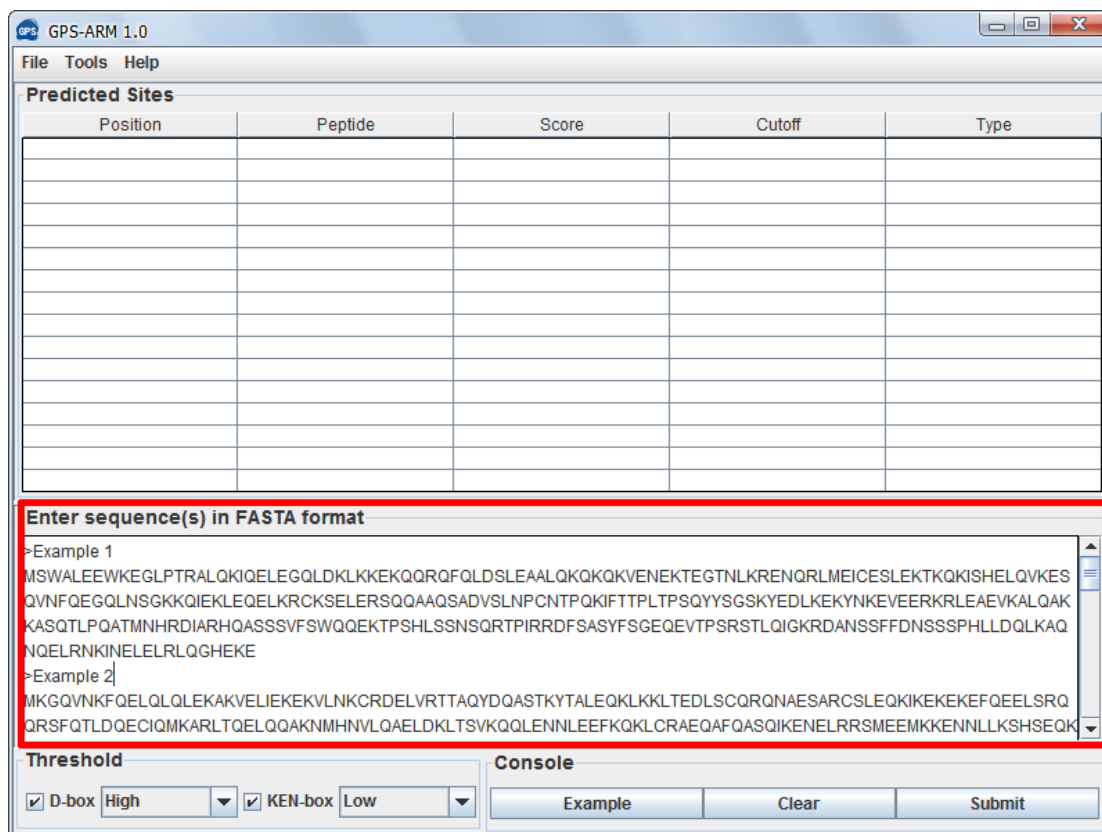 GPS GPS-ARM 1.0
File Tools Help
Predicted Sites
Position Peptide Score Cutoff Type
Enter sequence(s) in FASTA format
>Example 1
MSWALEEWKEGLPTRALQKIQELEGQLDKLKKEKQQRQFQLDSLEAALQKQKQKVENEKTEGTNLKRENQRLMEICESLEKTKQKISHELQVKES
QVNFQEGQLNSGKKQIEKLEQELKRCKSELERSQQAAQSADVSLNPCNTPQKIFTTPLTPSQYYSGSKYEDLKEKYNKEVEERKRLEAEVKALQAK
KASQTLPQATMNHRDIARHQASSSVFSWQQEKTPSHLSSNSQRTPIRRDFSASYFSGEQEVTPSRSTLQIGKRDANSSFFDNSSSPHLLDQLKAQ
NQELRNKINELELRLQGHEKE
>Example 2
MKGQVNKFQELQLQLEKAKVELIEKEKVLNKCRDELVRTTAQYDQASTKYTALEQKLKKLTEDLSCQRQNAESARCSLEQKIKEKEKEFQEELSRQ
QRSFQTLDQECIQMKARLTQELQQAKNMHNVLQAELDKLTSVKQQLENNLEEFKQKLCRAEQAFQASQIKENELRRSMEEMKKENNLLKSHSEQK
Threshold Console
D-box High KEN-box Low Example Clear Submit